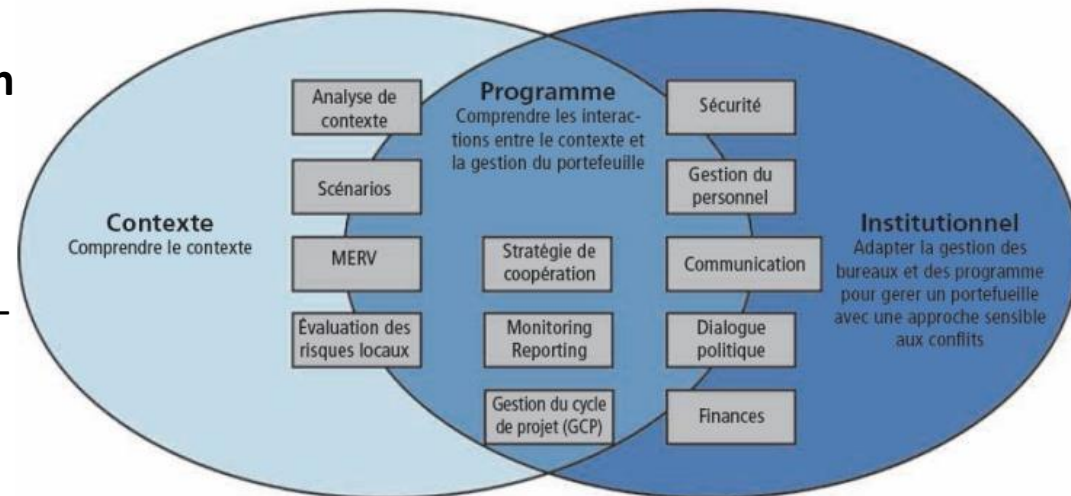 n
–
Contexte
Comprendre le contexte
Analyse de
contexte
Scénarios
MERV
Évaluation des
risques locaux
Programme
Comprendre les interac-
tions entre le contexte et
la gestion du portefeuille
Stratégie de
coopération
Monitoring
Reporting
Gestion du cycle
de projet (GCP)
Sécurité
Gestion du
personnel
Communication
Dialogue
politique
Finances
Institutionnel
Adapter la gestion des
bureaux et des programme
pour gerer un portefueille
avec une approche sensible
aux conflits